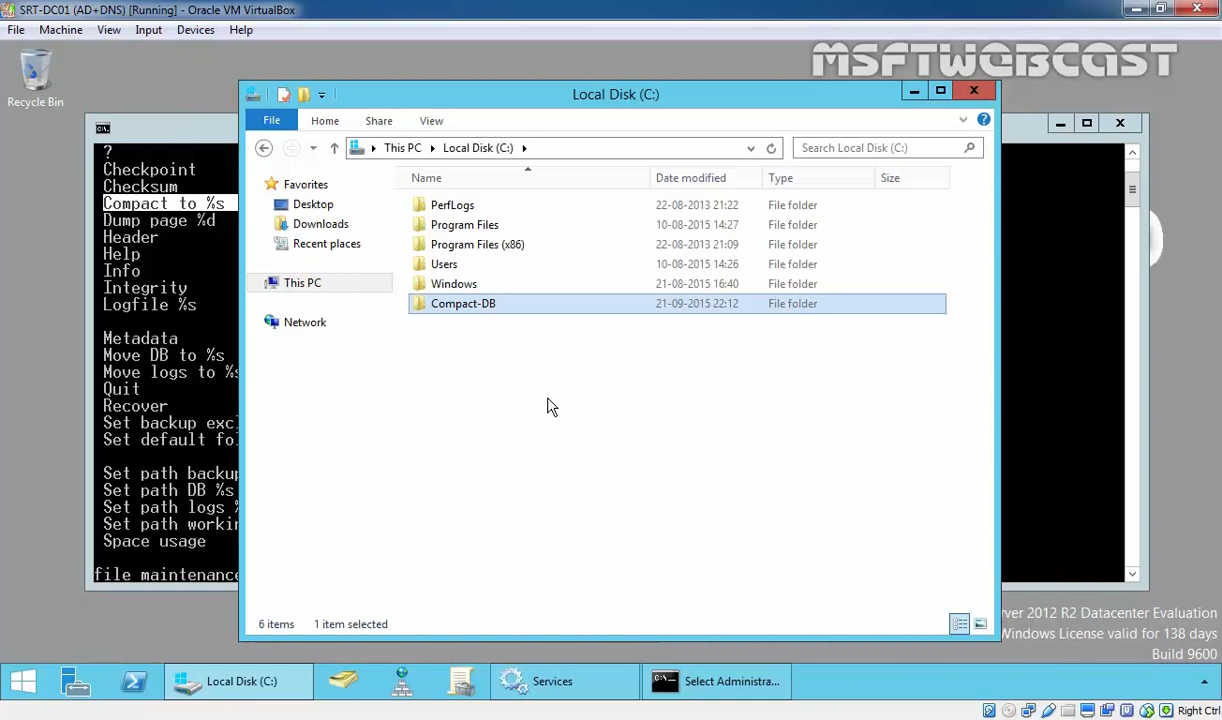 SRT-DC01 (AD+DNS) [Running] - Oracle VM VirtualBox
File Machine View Input Devices Help
MSFTWEBCAST
Recycle Bin
Local Disk (C:)
File Home Share View
This PC Local Disk (C:)
Search Local Disk (C:)
Favorites
Desktop
Downloads
Recent places
This PC
Network
Name Date modified Type Size
PerfLogs 22-08-2013 21:22 File folder
Program Files 10-08-2015 14:27 File folder
Program Files (x86) 22-08-2013 21:09 File folder
Users 10-08-2015 14:26 File folder
Windows 21-08-2015 16:40 File folder
Compact-DB 21-09-2015 22:12 File folder
6 items 1 item selected
?
Checkpoint
Checksum
Compact to %s
Dump page %d
Header
Help
Info
Integrity
Logfile %s
Metadata
Move DB to %s
Move logs to %s
Quit
Recover
Set backup excl
Set default fol
Set path backup
Set path DB %s
Set path logs
Set path workin
Space usage
file maintenance
ver 2012 R2 Datacenter Evaluation
Windows License valid for 138 days
Build 9600
Local Disk (C:) Services Select Administra...
Right Ctrl